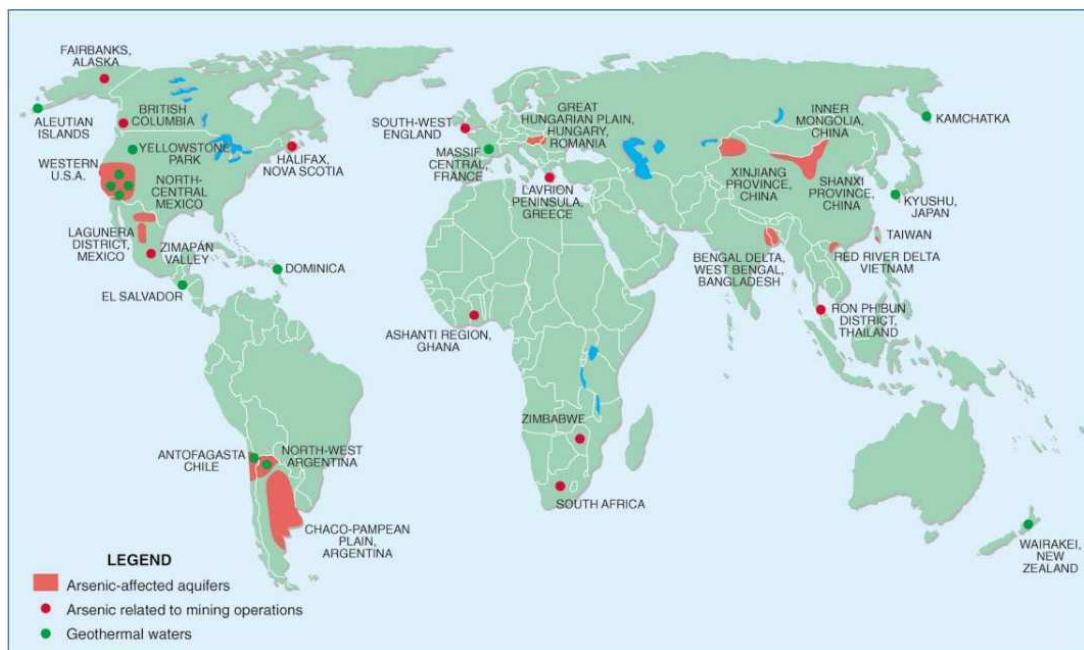 FAIRBANKS,
ALASKA
ALEUTIAN
ISLANDS
BRITISH
COLUMBIA
YELLOWSTONE
PARK
HALIFAX,
NOVA SCOTIA
WESTERN
U.S.A.
NORTH-
CENTRAL
MEXICO
LAGUNERA
DISTRICT,
MEXICO
ZIMAPÁN
VALLEY
DOMINICA
EL SALVADOR
SOUTH-WEST
ENGLAND
GREAT
HUNGARIAN PLAIN,
HUNGARY,
ROMANIA
MASSIF
CENTRAL,
FRANCE
LAVRION
PENINSULA,
GREECE
INNER
MONGOLIA,
CHINA
KAMCHATKA
XINJIANG
PROVINCE,
CHINA
SHANXI
PROVINCE,
CHINA
KYUSHU,
JAPAN
TAIWAN
BENGAL DELTA,
WEST BENGAL,
BANGLADESH
RED RIVER DELTA
VIETNAM
RON PH'BUN
DISTRICT,
THAILAND
ASHANTI REGION,
GHANA
ZIMBABWE
SOUTH AFRICA
ANTOFAGASTA
CHILE
NORTH-WEST
ARGENTINA
CHACO-PAMPEAN
PLAIN,
ARGENTINA
WAIRAKEI,
NEW
ZEALAND
LEGEND
Arsenic-affected aquifers
Arsenic related to mining operations
Geothermal waters